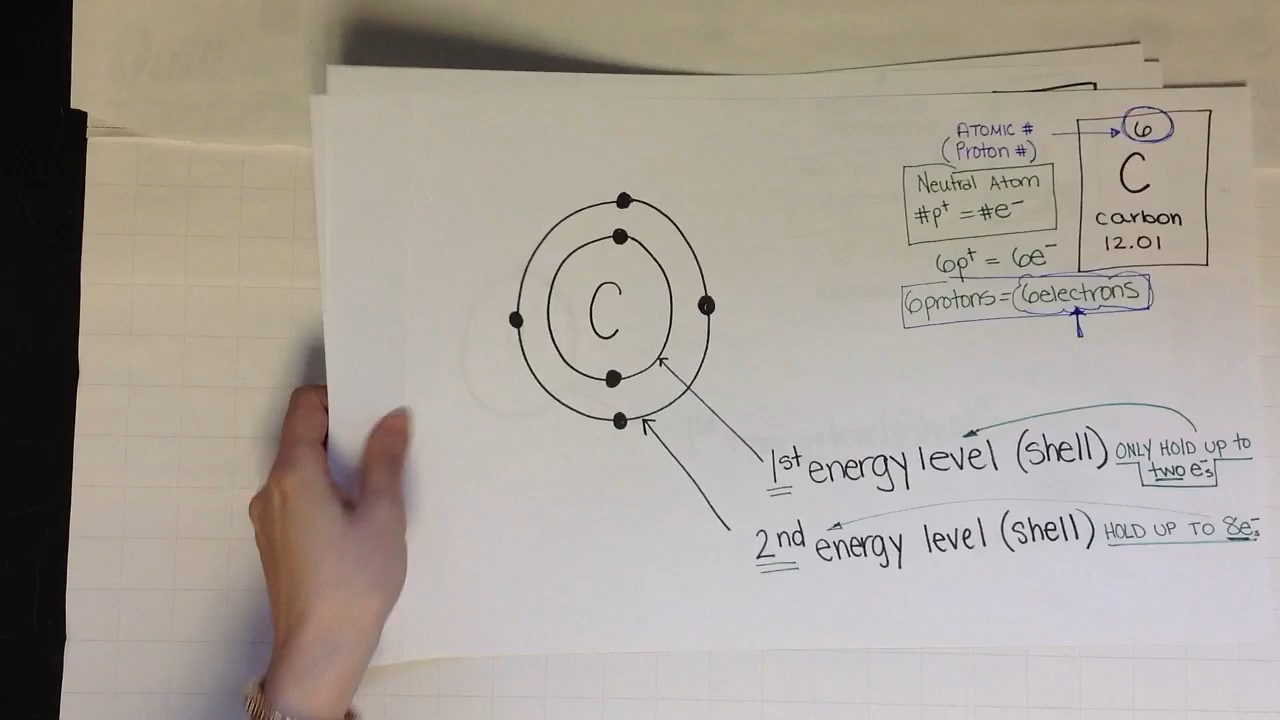 ATOMIC #
(Proton #)
6
C
carbon
12.01
Neutral Atom
#p⁺ = #e⁻
6p⁺ = 6e⁻
6protons = 6electrons
C
1st energy level (shell) ONLY HOLD UP TO
two e⁻s
2nd energy level (shell) HOLD UP TO 8e⁻s